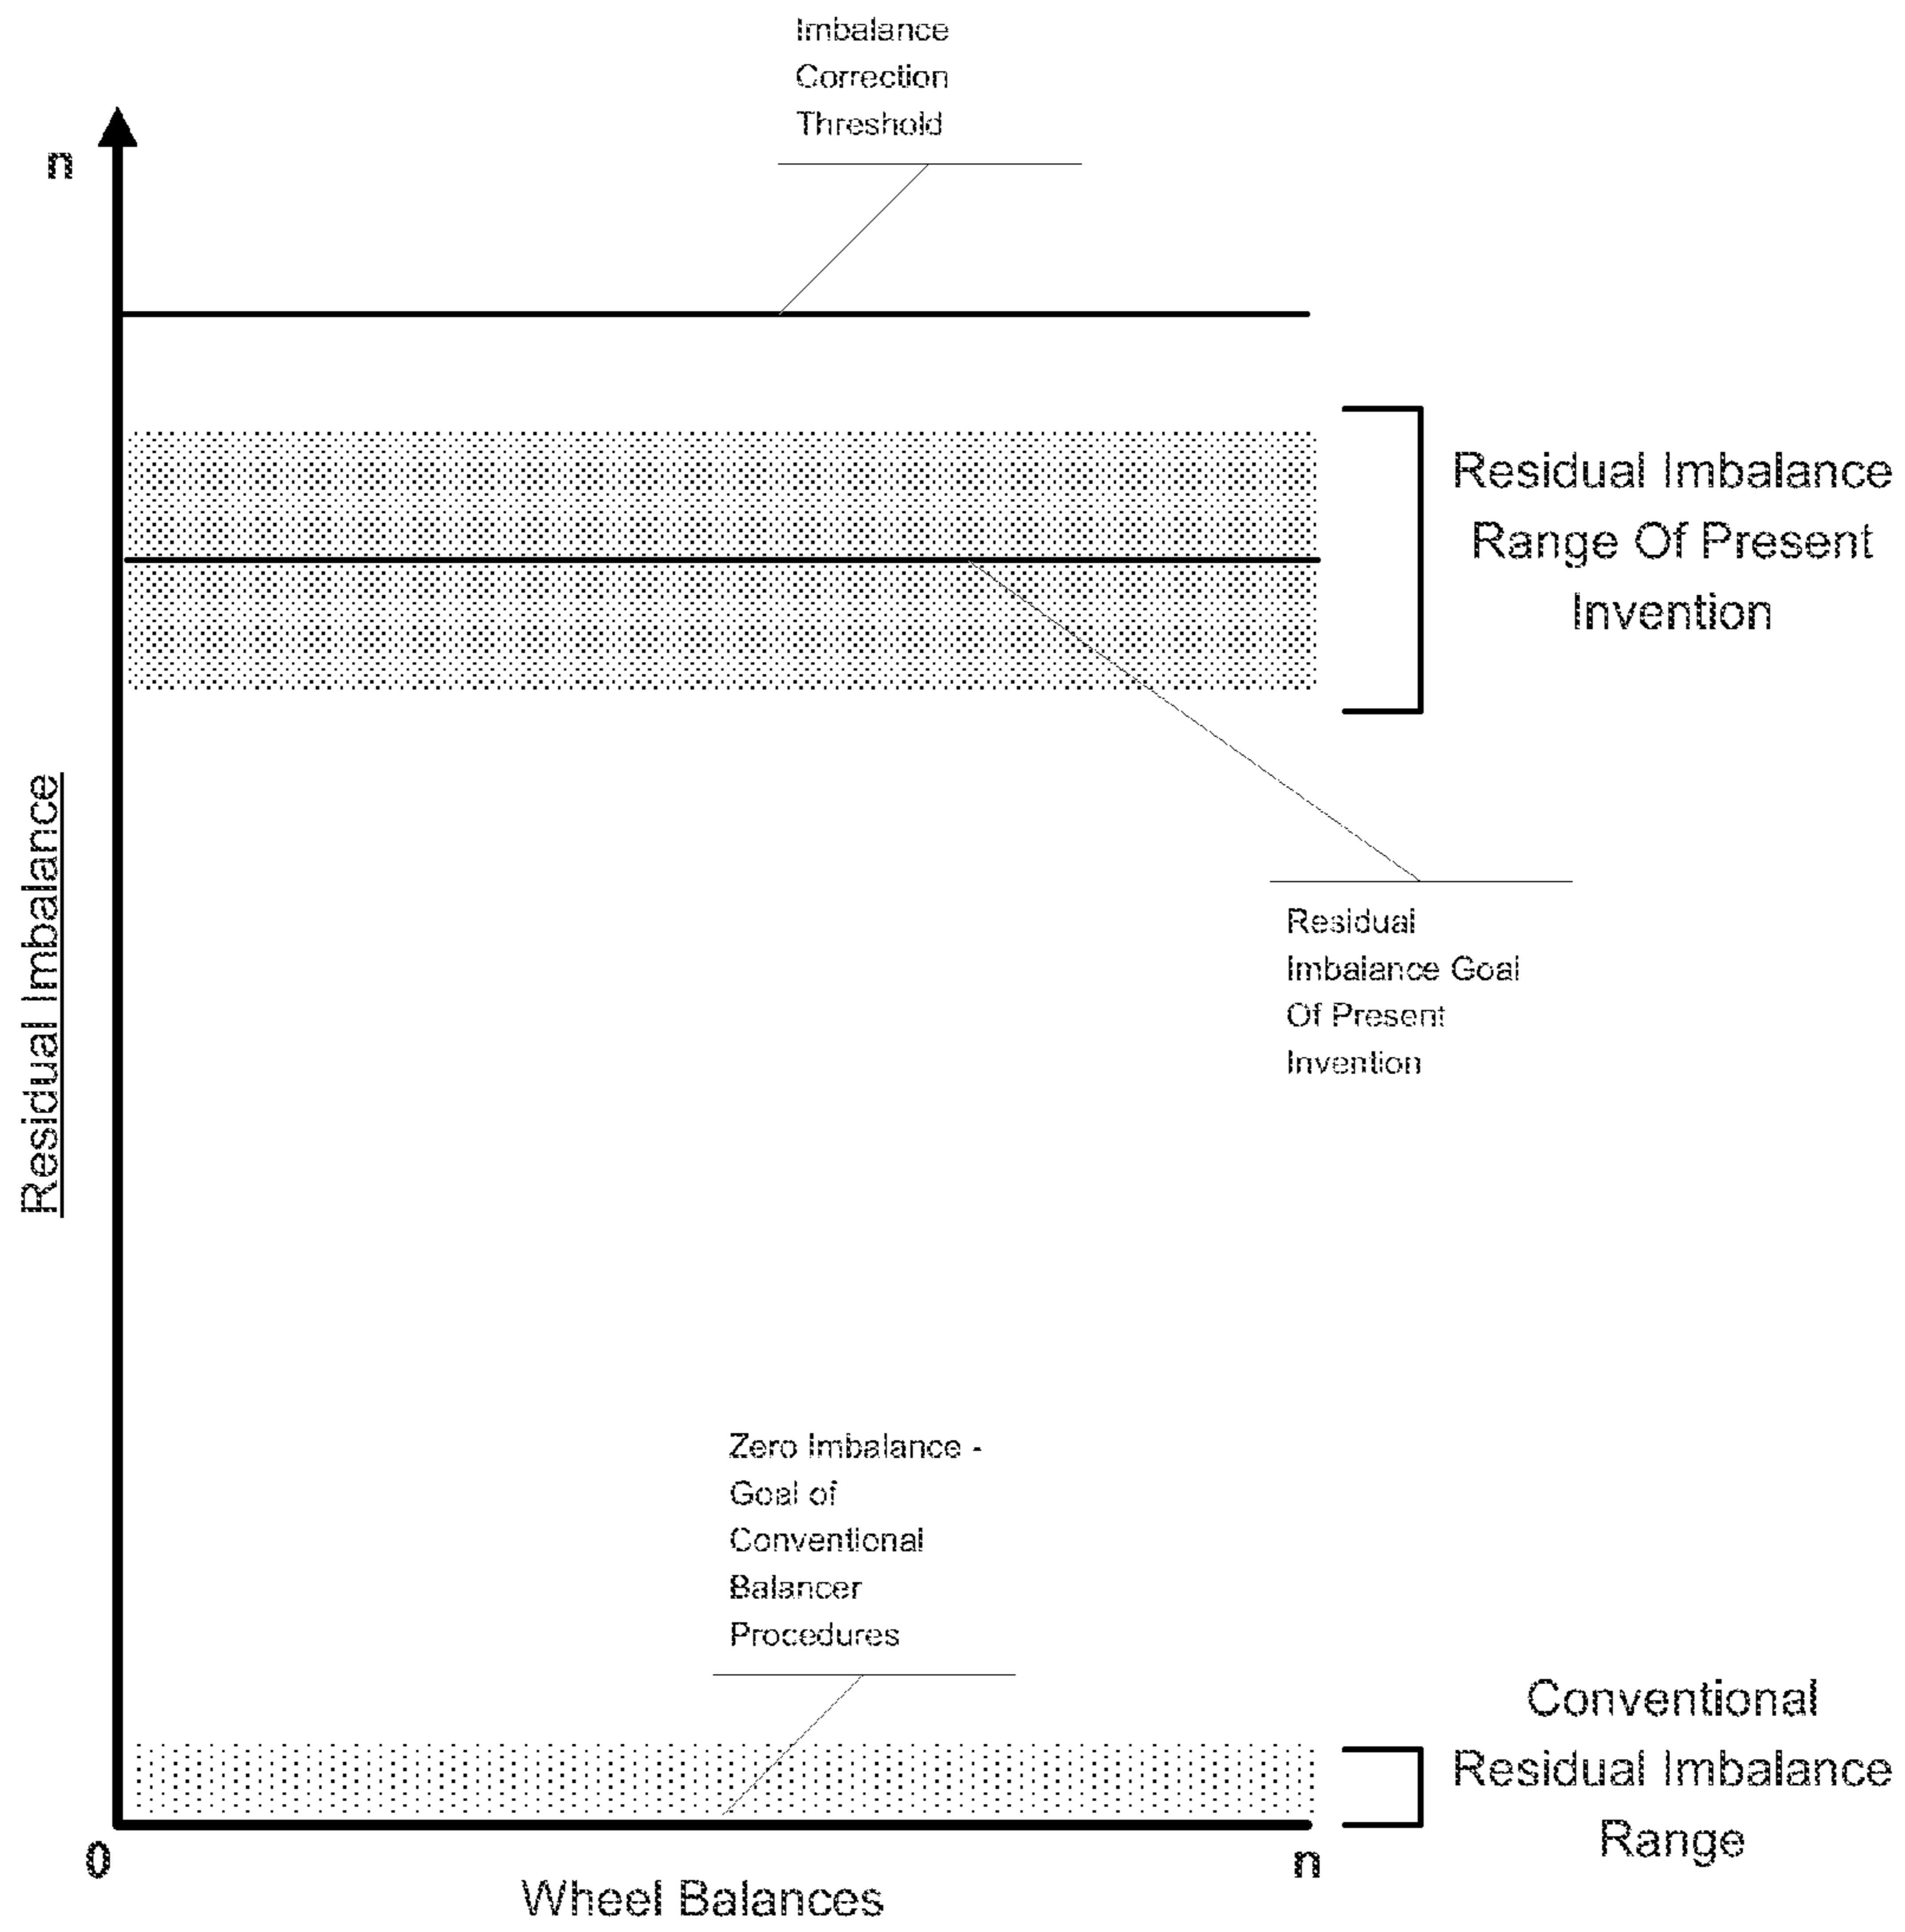 Imbalance
Correction
Threshold
n
Residual Imbalance
Range Of Present
Invention
Residual Imbalance
Residual
Imbalance Goal
Of Present
Invention
Zero Imbalance -
Goal of
Conventional
Balancer
Procedures
Conventional
Residual Imbalance
Range
0
n
Wheel Balances